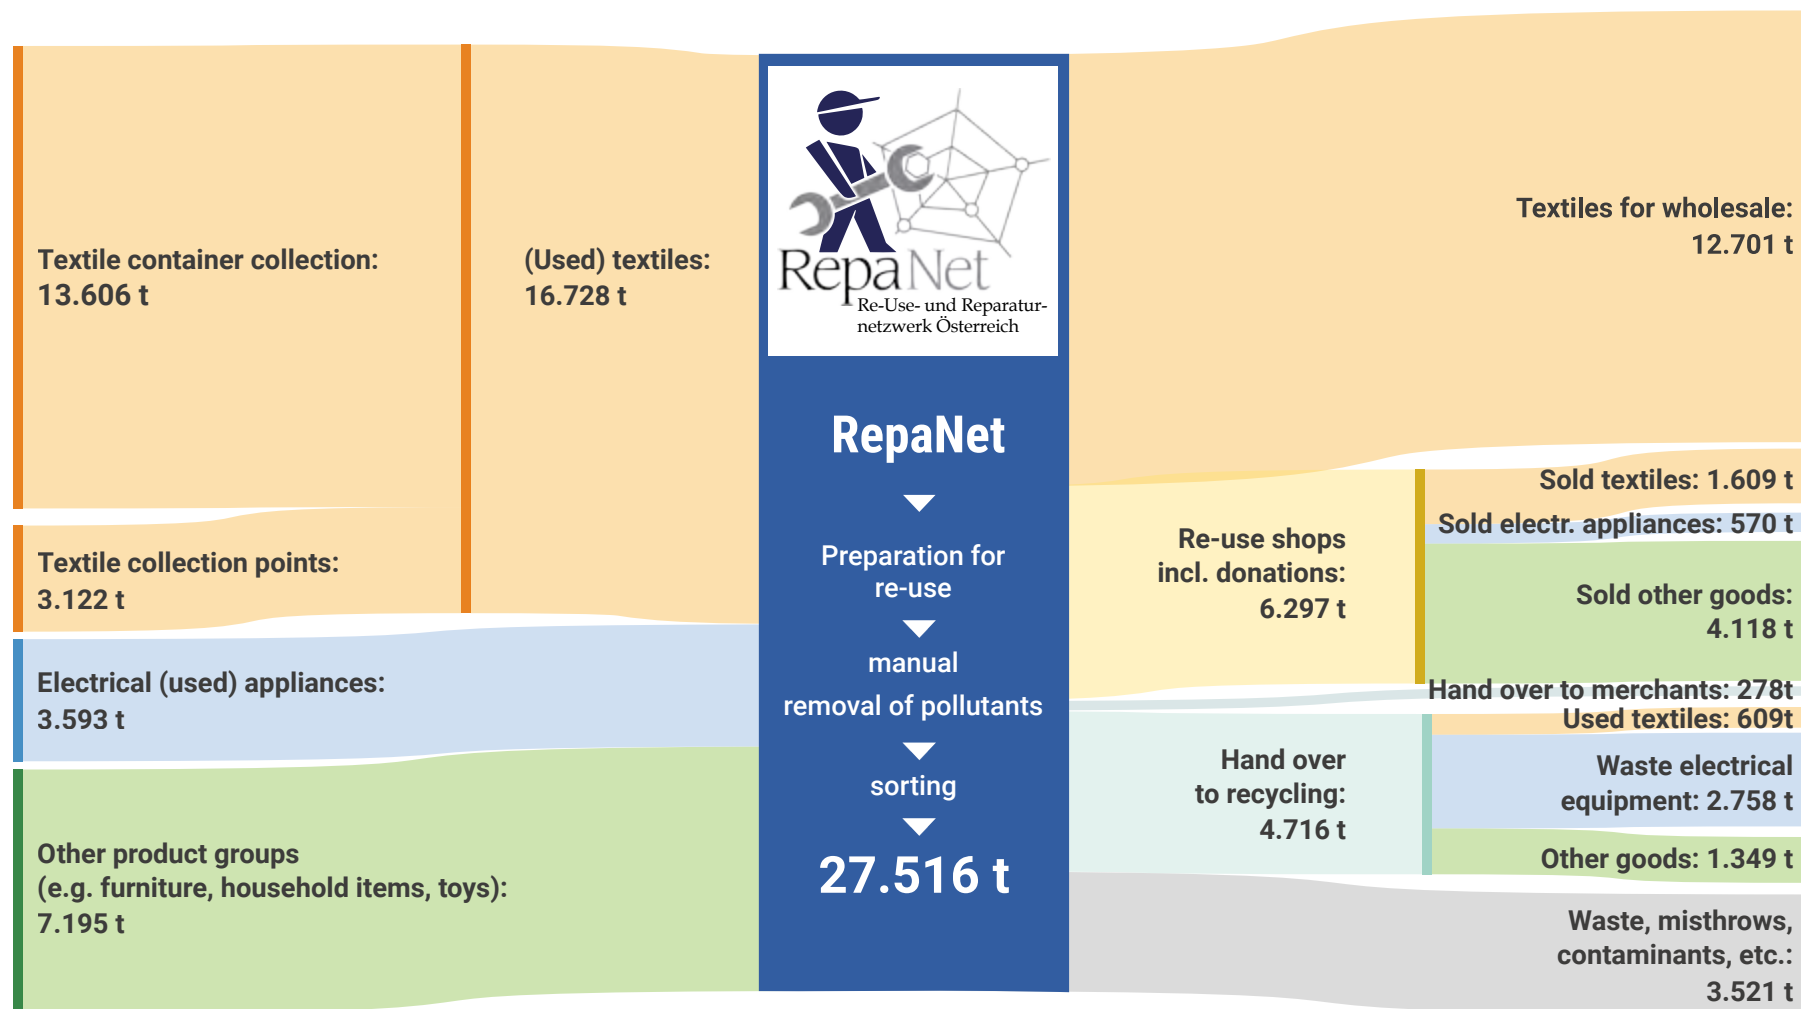 Textile container collection:
13.606 t
Textile collection points:
3.122 t
Electrical (used) appliances:
3.593 t
Other product groups
(e.g. furniture, household items, toys):
7.195 t
(Used) textiles:
16.728 t
RepaNet
Re-Use- und Reparatur-
netzwerk Österreich
RepaNet
Preparation for
re-use
manual
removal of pollutants
sorting
27.516 t
Re-use shops
incl. donations:
6.297 t
Hand over
to recycling:
4.716 t
Textiles for wholesale:
12.701 t
Sold textiles: 1.609 t
Sold electr. appliances: 570 t
Sold other goods:
4.118 t
Hand over to merchants: 278t
Used textiles: 609t
Waste electrical
equipment: 2.758 t
Other goods: 1.349 t
Waste, misthrows,
contaminants, etc.:
3.521 t